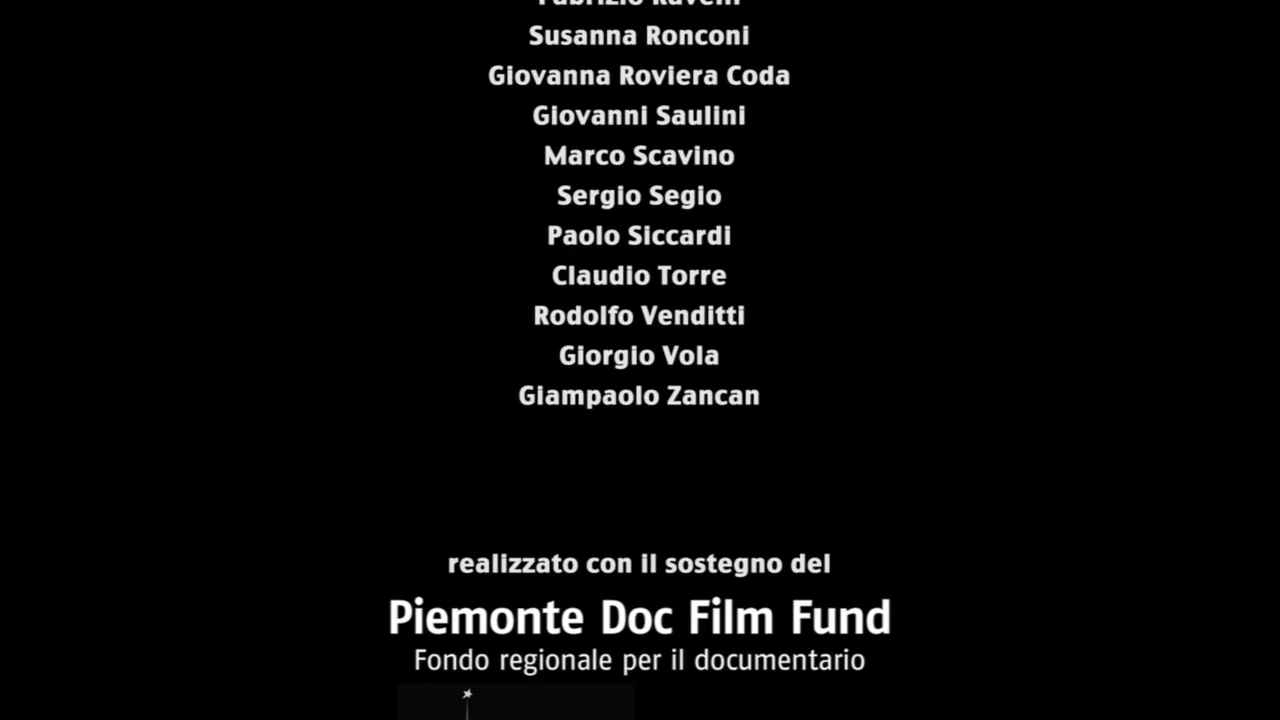 Susanna Ronconi
Giovanna Roviera Coda
Giovanni Saulini
Marco Scavino
Sergio Segio
Paolo Siccardi
Claudio Torre
Rodolfo Venditti
Giorgio Vola
Giampaolo Zancan
realizzato con il sostegno del
Piemonte Doc Film Fund
Fondo regionale per il documentario